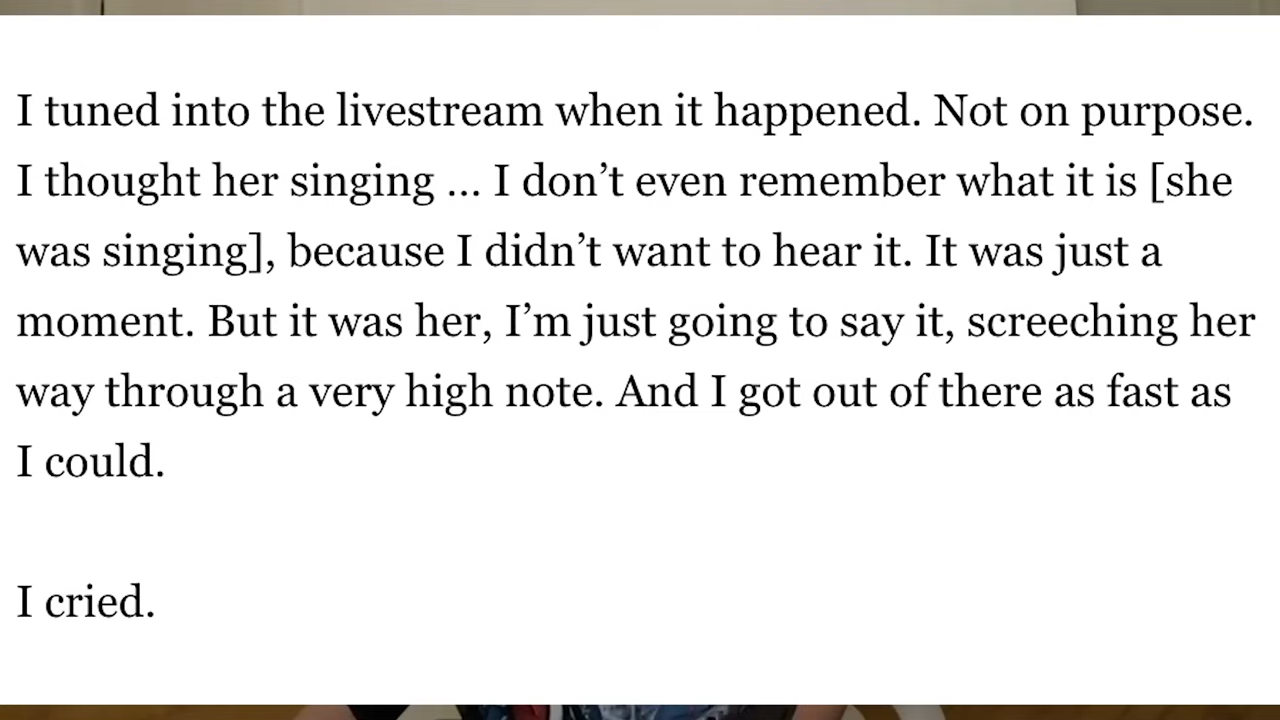 I tuned into the livestream when it happened. Not on purpose.
I thought her singing ... I don’t even remember what it is [she
was singing], because I didn’t want to hear it. It was just a
moment. But it was her, I’m just going to say it, screeching her
way through a very high note. And I got out of there as fast as
I could.
I cried.